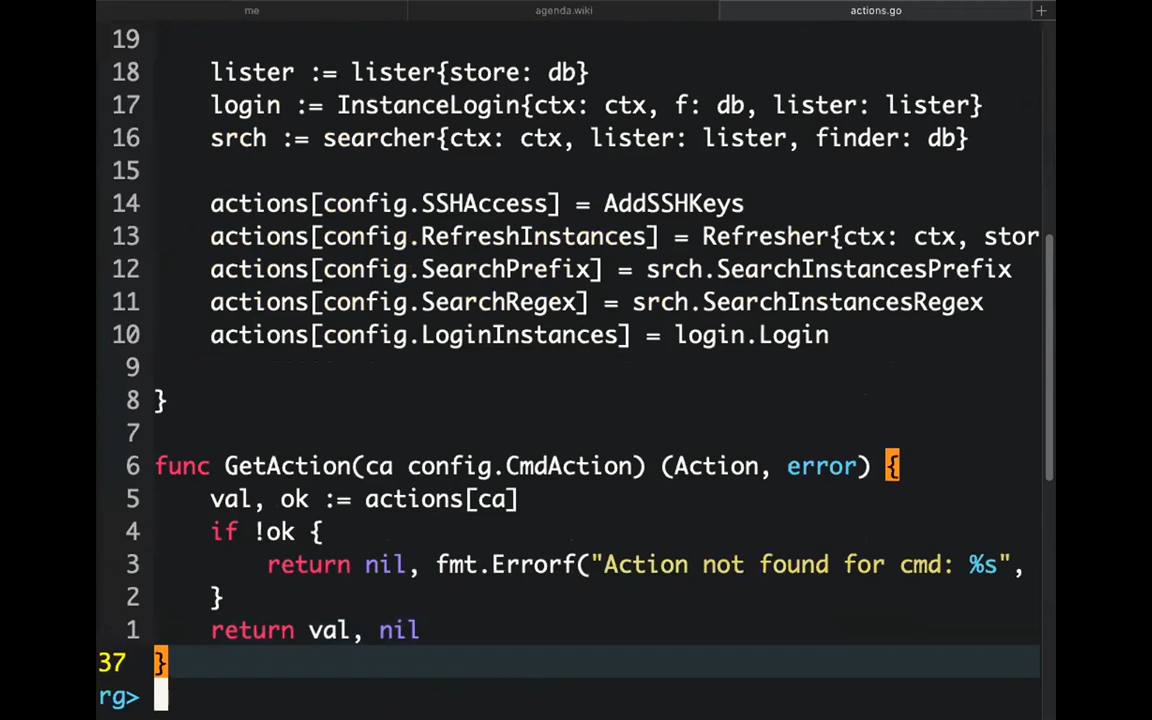 me agenda.wiki actions.go +
19
18 lister := lister{store: db}
17 login := InstanceLogin{ctx: ctx, f: db, lister: lister}
16 srch := searcher{ctx: ctx, lister: lister, finder: db}
15
14 actions[config.SSHAccess] = AddSSHKeys
13 actions[config.RefreshInstances] = Refresher{ctx: ctx, stor
12 actions[config.SearchPrefix] = srch.SearchInstancesPrefix
11 actions[config.SearchRegex] = srch.SearchInstancesRegex
10 actions[config.LoginInstances] = login.Login
9
8 }
7
6 func GetAction(ca config.CmdAction) (Action, error) {
5 val, ok := actions[ca]
4 if !ok {
3 return nil, fmt.Errorf("Action not found for cmd: %s",
2 }
1 return val, nil
37 }
rg>